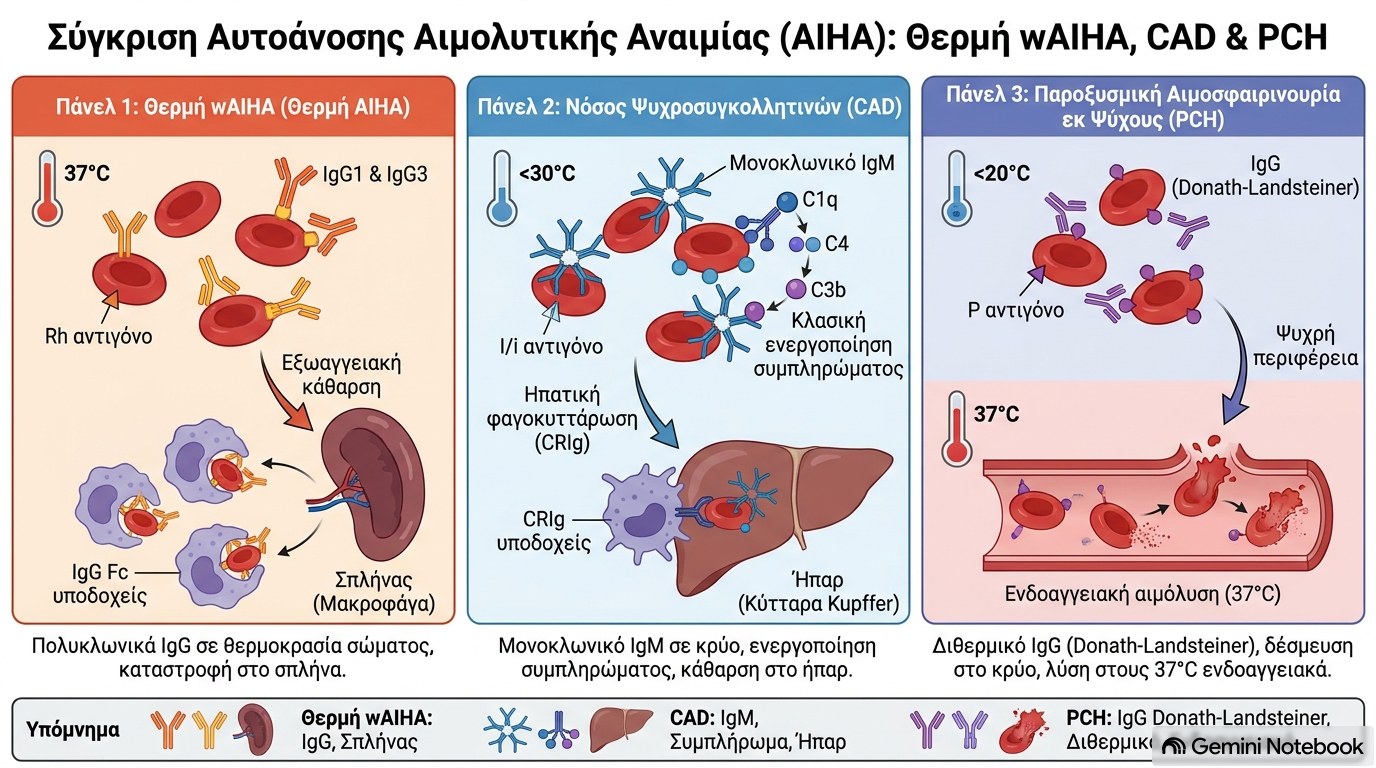 Σύγκριση Αυτοάνοσης Αιμολυτικής Αναιμίας (AIHA): Θερμή wAIHA, CAD & PCH
Πάνελ 1: Θερμή wAIHA (Θερμή AIHA)
37°C
IgG1 & IgG3
Rh αντιγόνο
Εξωαγγειακή
κάθαρση
IgG Fc
υποδοχείς
Σπλήνας
(Μακροφάγα)
Πολυκλωνικά IgG σε θερμοκρασία σώματος,
καταστροφή στο σπλήνα.
Πάνελ 2: Νόσος Ψυχροσυγκολλητινών (CAD)
<30°C
Μονοκλωνικό IgM
C1q
C4
C3b
I/i αντιγόνο
Κλασική
ενεργοποίηση
συμπληρώματος
Ηπατική
φαγοκυττάρωση
(CRIg)
CRIg
υποδοχείς
Ήπαρ
(Κύτταρα Kupffer)
Μονοκλωνικό IgM σε κρύο, ενεργοποίηση
συμπληρώματος, κάθαρση στο ήπαρ.
Πάνελ 3: Παροξυσμική Αιμοσφαιρινουρία
εκ Ψύχους (PCH)
<20°C
IgG
(Donath-Landsteiner)
P αντιγόνο
Ψυχρή
περιφέρεια
37°C
Ενδοαγγειακή αιμόλυση (37°C)
Διθερμικό IgG (Donath-Landsteiner), δέσμευση
στο κρύο, λύση στους 37°C ενδοαγγειακά.
Υπόμνημα
Θερμή wAIHA:
IgG, Σπλήνας
CAD: IgM,
Συμπλήρωμα, Ήπαρ
PCH: IgG Donath-Landsteiner,
Διθερμικ
Gemini Notebook